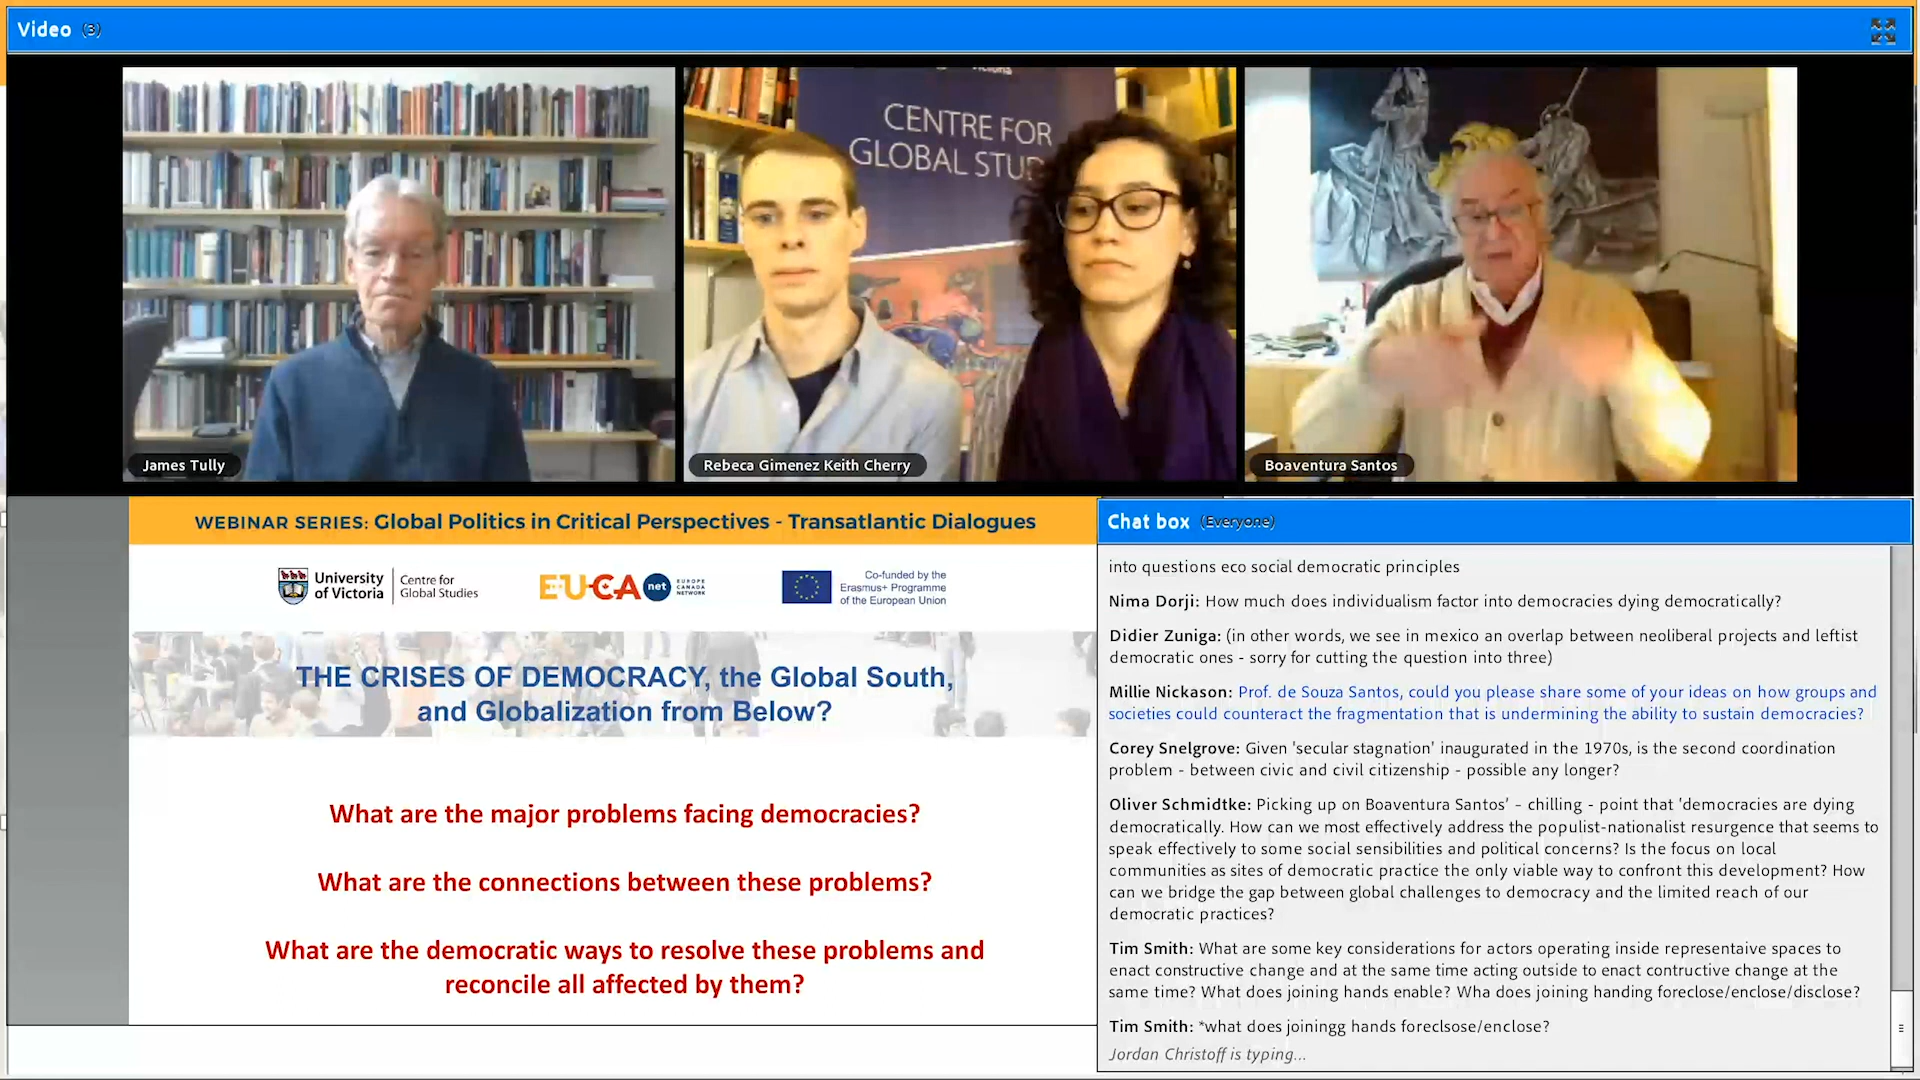 Video (3)
Victoria
CENTRE FOR
GLOBAL STUD
James Tully
Rebeca Gimenez Keith Cherry
Boaventura Santos
WEBINAR SERIES: Global Politics in Critical Perspectives - Transatlantic Dialogues
University
of Victoria
Centre for
Global Studies
EU-CA net
EUROPE
CANADA
NETWORK
Co-funded by the
Erasmus+ Programme
of the European Union
THE CRISES OF DEMOCRACY, the Global South,
and Globalization from Below?
What are the major problems facing democracies?
What are the connections between these problems?
What are the democratic ways to resolve these problems and
reconcile all affected by them?
Chat box (Everyone)
into questions eco social democratic principles
Nima Dorji: How much does individualism factor into democracies dying democratically?
Didier Zuniga: (in other words, we see in mexico an overlap between neoliberal projects and leftist
democratic ones - sorry for cutting the question into three)
Millie Nickason: Prof. de Souza Santos, could you please share some of your ideas on how groups and
societies could counteract the fragmentation that is undermining the ability to sustain democracies?
Corey Snelgrove: Given 'secular stagnation' inaugurated in the 1970s, is the second coordination
problem - between civic and civil citizenship - possible any longer?
Oliver Schmidtke: Picking up on Boaventura Santos' - chilling - point that 'democracies are dying
democratically. How can we most effectively address the populist-nationalist resurgence that seems to
speak effectively to some social sensibilities and political concerns? Is the focus on local
communities as sites of democratic practice the only viable way to confront this development? How
can we bridge the gap between global challenges to democracy and the limited reach of our
democratic practices?
Tim Smith: What are some key considerations for actors operating inside representaive spaces to
enact constructive change and at the same time acting outside to enact contructive change at the
same time? What does joining hands enable? Wha does joining handing foreclose/enclose/disclose?
Tim Smith: *what does joiningg hands foreclsose/enclose?
Jordan Christoff is typing...